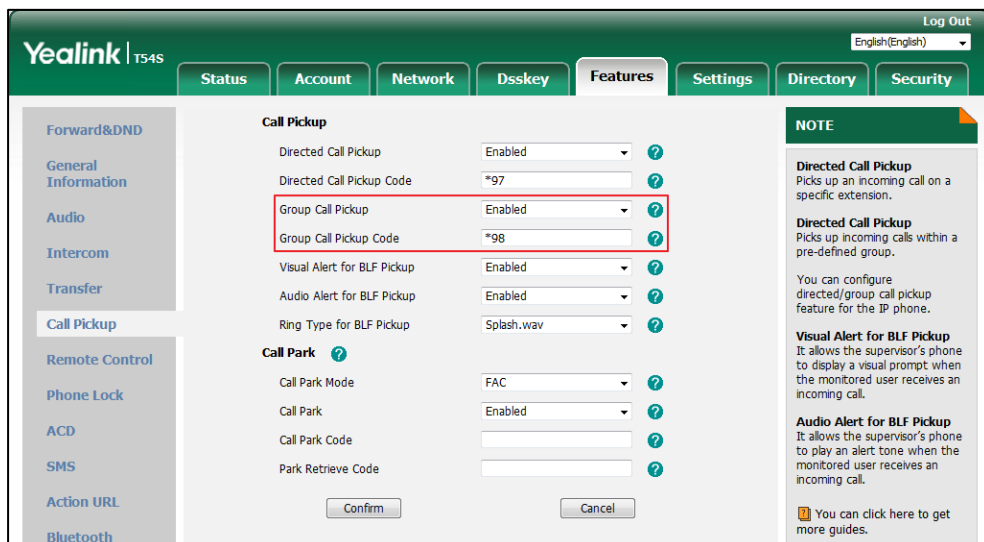 Log Out
Yealink T54S
English(English)
Status Account Network Dsskey Features Settings Directory Security
Forward&DND
General
Information
Audio
Intercom
Transfer
Call Pickup
Remote Control
Phone Lock
ACD
SMS
Action URL
Bluetooth
Call Pickup
Directed Call Pickup Enabled ?
Directed Call Pickup Code *97 ?
Group Call Pickup Enabled ?
Group Call Pickup Code *98 ?
Visual Alert for BLF Pickup Enabled ?
Audio Alert for BLF Pickup Enabled ?
Ring Type for BLF Pickup Splash.wav ?
Call Park ?
Call Park Mode FAC ?
Call Park Enabled ?
Call Park Code ?
Park Retrieve Code ?
Confirm Cancel
NOTE
Directed Call Pickup
Picks up an incoming call on a
specific extension.
Directed Call Pickup
Picks up incoming calls within a
pre-defined group.
You can configure
directed/group call pickup
feature for the IP phone.
Visual Alert for BLF Pickup
It allows the supervisor's phone
to display a visual prompt when
the monitored user receives an
incoming call.
Audio Alert for BLF Pickup
It allows the supervisor's phone
to play an alert tone when the
monitored user receives an
incoming call.
? You can click here to get
more guides.